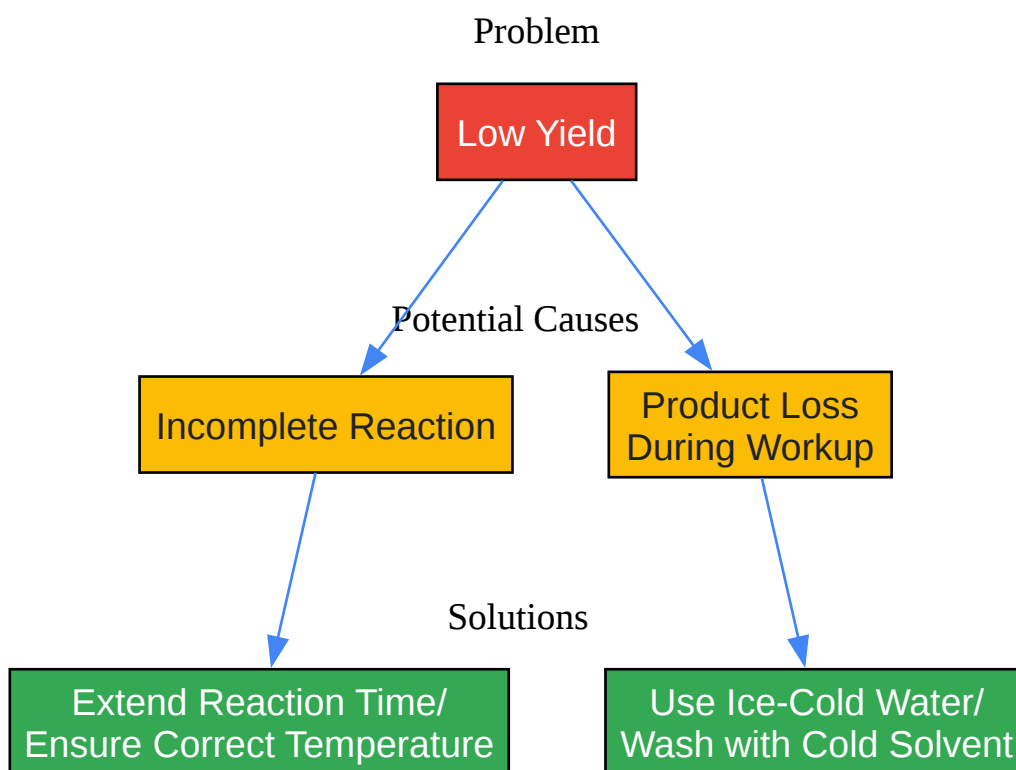 Problem
Low Yield
Potential Causes
Incomplete Reaction
Product Loss
During Workup
Solutions
Extend Reaction Time/
Ensure Correct Temperature
Use Ice-Cold Water/
Wash with Cold Solvent